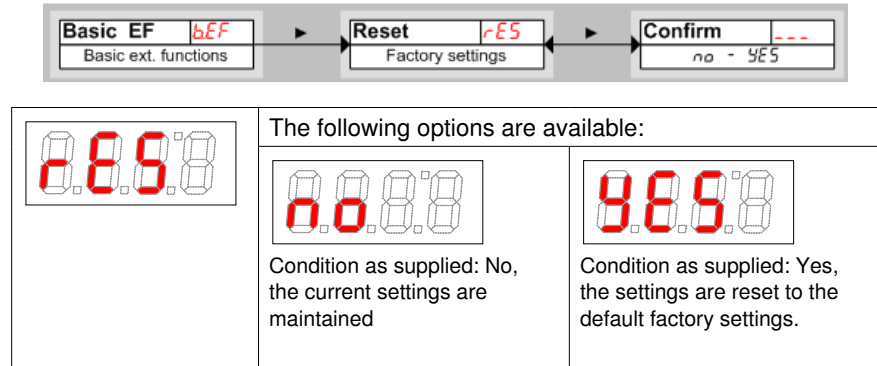 Basic EF b.EF
Basic ext. functions
Reset rES
Factory settings
Confirm _ _ _
no - YES
rES
The following options are available:
no
Condition as supplied: No,
the current settings are
maintained
YES
Condition as supplied: Yes,
the settings are reset to the
default factory settings.